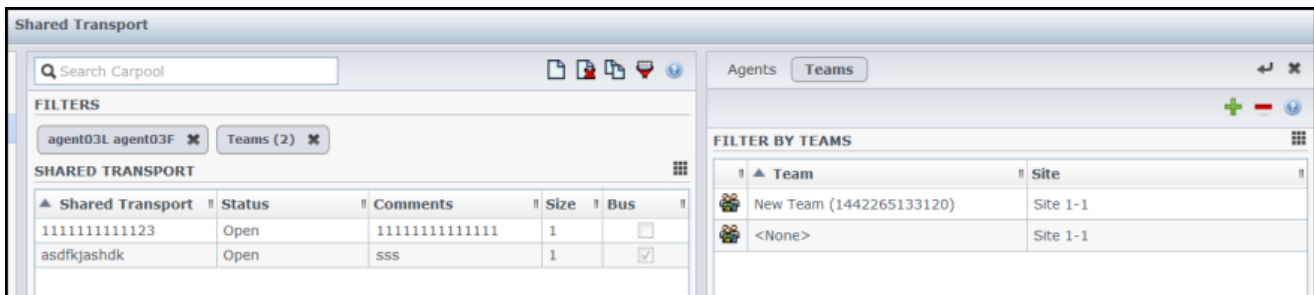 Shared Transport
Search Carpool
FILTERS
agent03L agent03F
Teams (2)
SHARED TRANSPORT
Shared Transport Status Comments Size Bus
1111111111123 Open 11111111111111 1
asdfkjashdk Open sss 1
Agents Teams
FILTER BY TEAMS
Team Site
New Team (1442265133120) Site 1-1
<None> Site 1-1